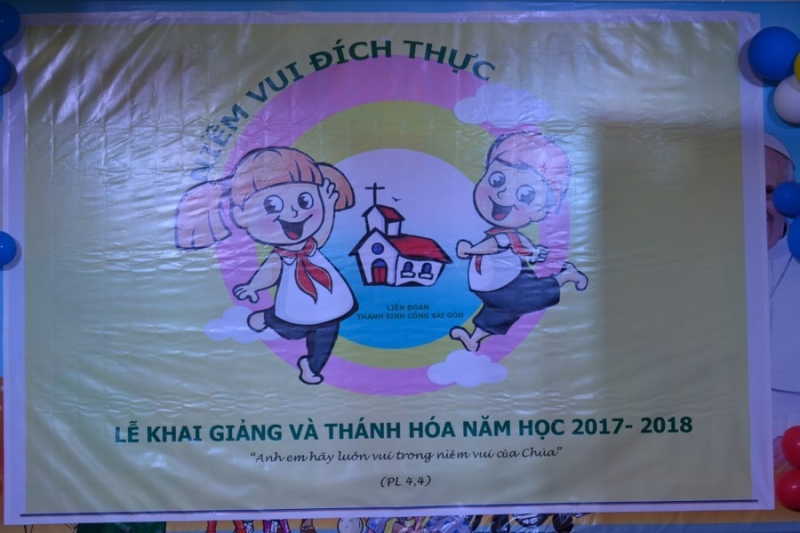 NIỀM VUI ĐÍCH THỰC
LIÊN ĐOÀN
THANH SINH CÔNG SÀI GÒN
LỄ KHAI GIẢNG VÀ THÁNH HÓA NĂM HỌC 2017- 2018
"Anh em hãy luôn vui trong niềm vui của Chúa"
(PL 4,4)